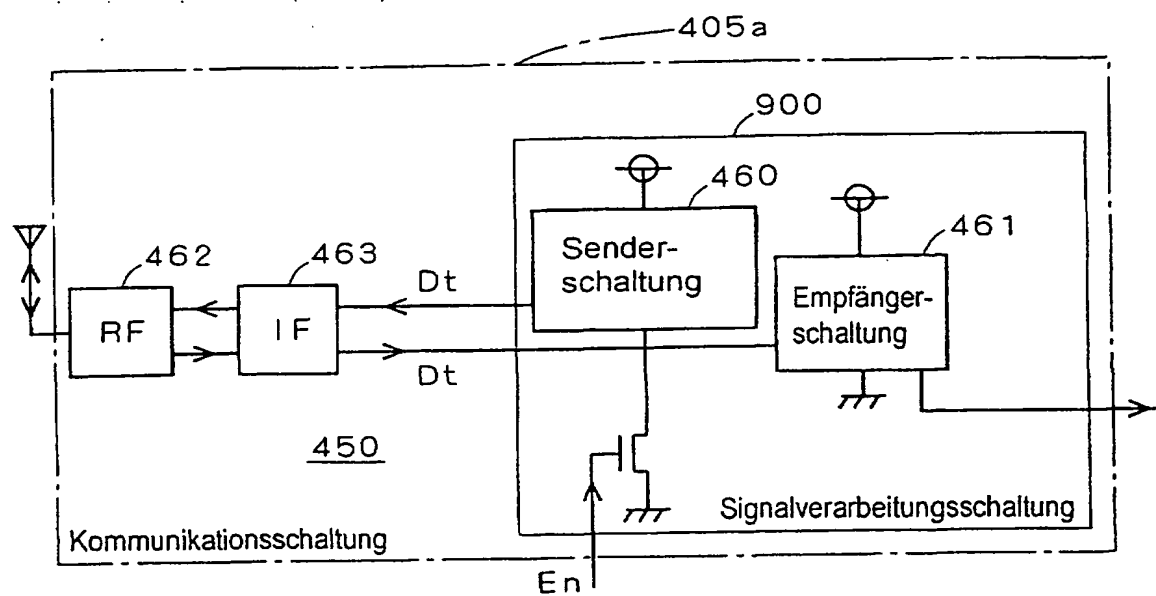 405a
900
460
461
Sender-
schaltung
Empfänger-
schaltung
462
463
RF
IF
Dt
Dt
450
Signalverarbeitungsschaltung
Kommunikationsschaltung
En